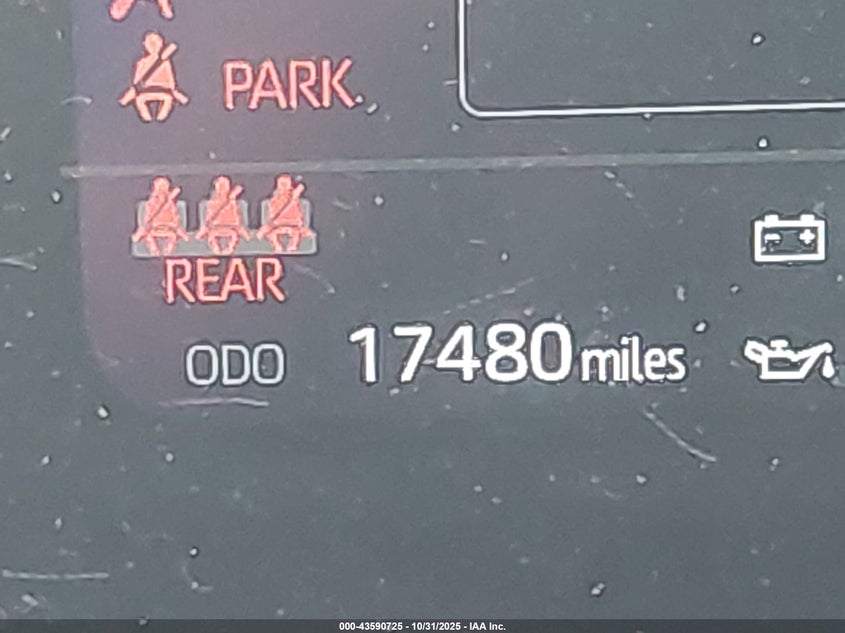 PARK
REAR
ODO 17480 miles
000-43590725 - 10/31/2025 - IAA Inc.